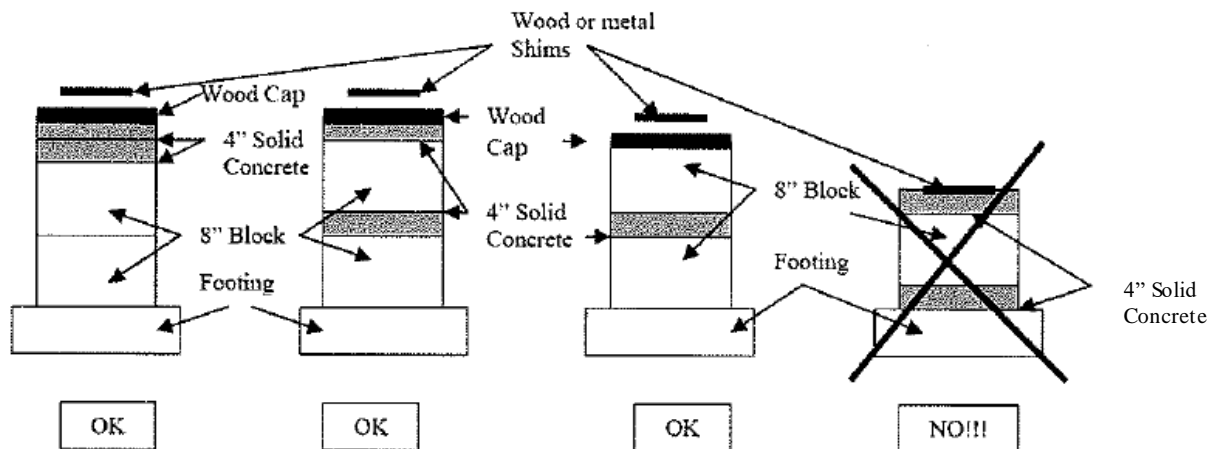 Wood or metal
Shims
Wood Cap
4” Solid
Concrete
8” Block
Footing
Wood
Cap
4” Solid
Concrete
8” Block
Footing
4” Solid
Concrete
OK
OK
OK
NO!!!